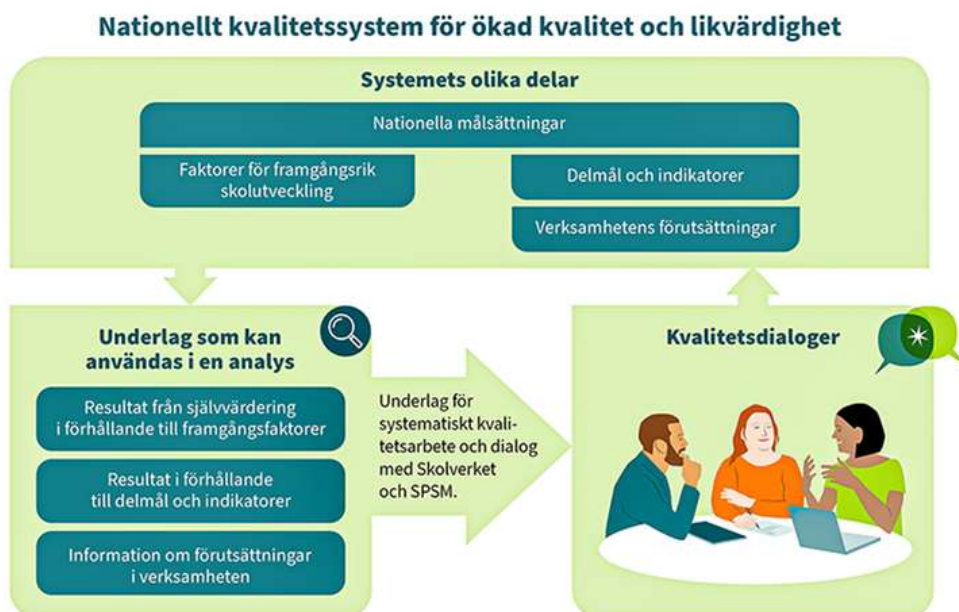 Nationellt kvalitetssystem för ökad kvalitet och likvärdighet
Systemets olika delar
Nationella målsättningar
Faktorer för framgångsrik
skolutveckling
Delmål och indikatorer
Verksamhetens förutsättningar
Underlag som kan
användas i en analys
Resultat från självvärdering
i förhållande till framgångsfaktorer
Resultat i förhållande
till delmål och indikatorer
Information om förutsättningar
i verksamheten
Underlag för
systematiskt kvali-
tetsarbete och dialog
med Skolverket
och SPSM.
Kvalitetsdialoger